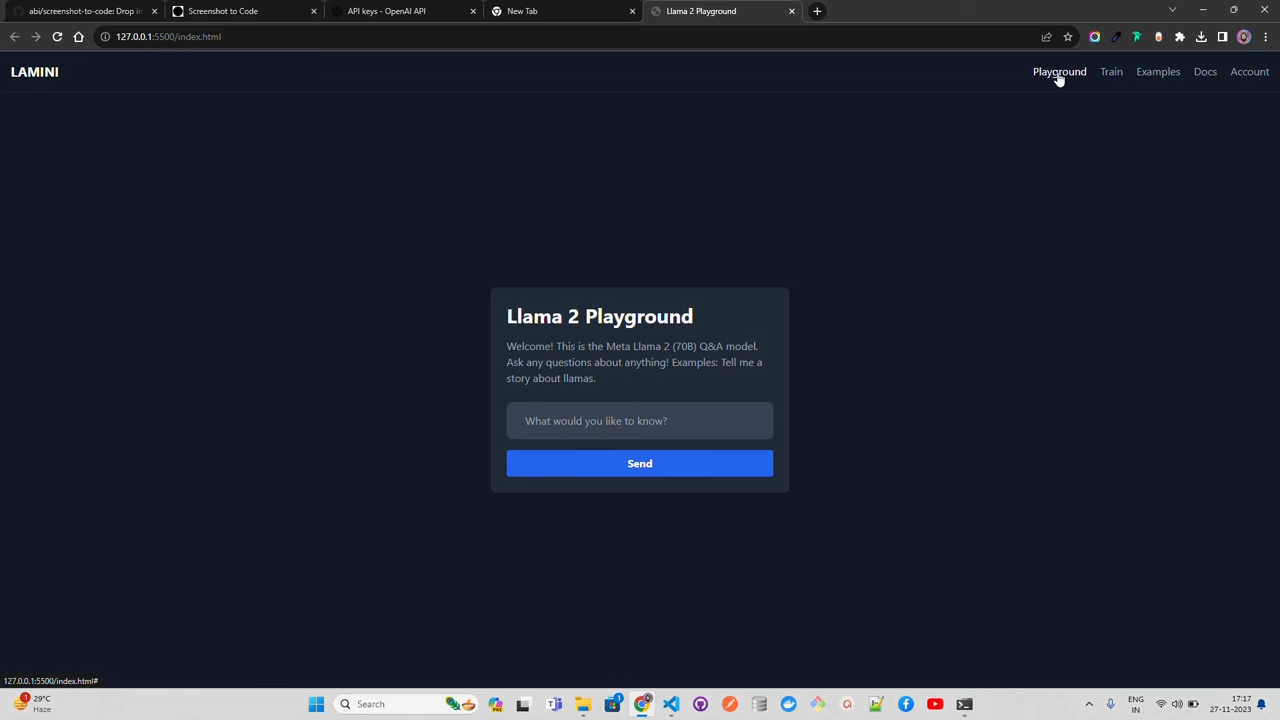 abi/screenshot-to-code: Drop in
Screenshot to Code
API keys - OpenAI API
New Tab
Llama 2 Playground
127.0.0.1:5500/index.html
LAMINI
Playground
Train
Examples
Docs
Account
Llama 2 Playground
Welcome! This is the Meta Llama 2 (70B) Q&A model.
Ask any questions about anything! Examples: Tell me a
story about llamas.
What would you like to know?
Send
127.0.0.1:5500/index.html#
1
29°C
Haze
Search
PRE
1
ENG
IN
17:17
27-11-2023